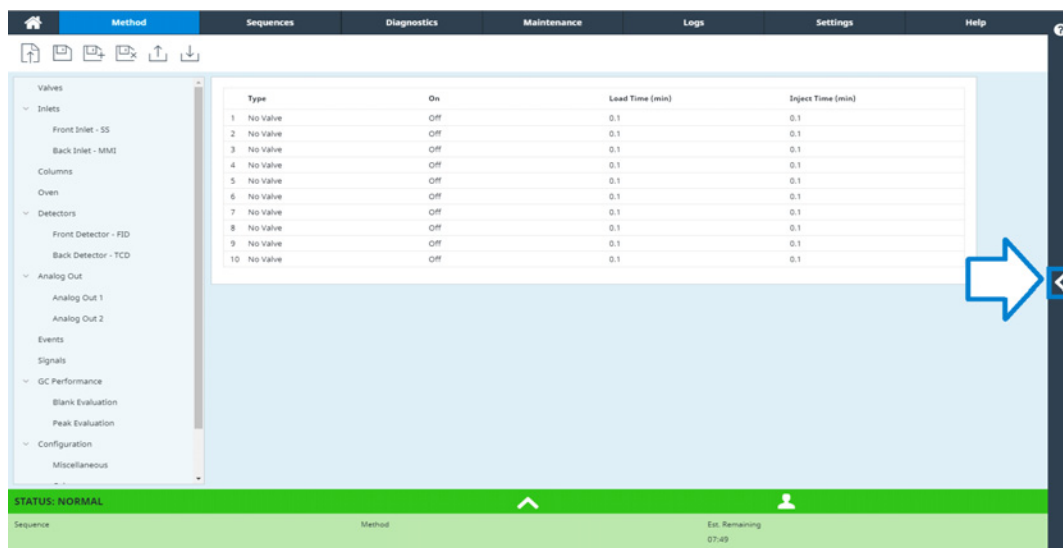 Method Sequences Diagnostics Maintenance Logs Settings Help
?
Valves
Inlets
Front Inlet - SS
Back Inlet - MMI
Columns
Oven
Detectors
Front Detector - FID
Back Detector - TCD
Analog Out
Analog Out 1
Analog Out 2
Events
Signals
GC Performance
Blank Evaluation
Peak Evaluation
Configuration
Miscellaneous
Type On Load Time (min) Inject Time (min)
1 No Valve Off 0.1 0.1
2 No Valve Off 0.1 0.1
3 No Valve Off 0.1 0.1
4 No Valve Off 0.1 0.1
5 No Valve Off 0.1 0.1
6 No Valve Off 0.1 0.1
7 No Valve Off 0.1 0.1
8 No Valve Off 0.1 0.1
9 No Valve Off 0.1 0.1
10 No Valve Off 0.1 0.1
STATUS: NORMAL
Sequence Method Est. Remaining
07:49